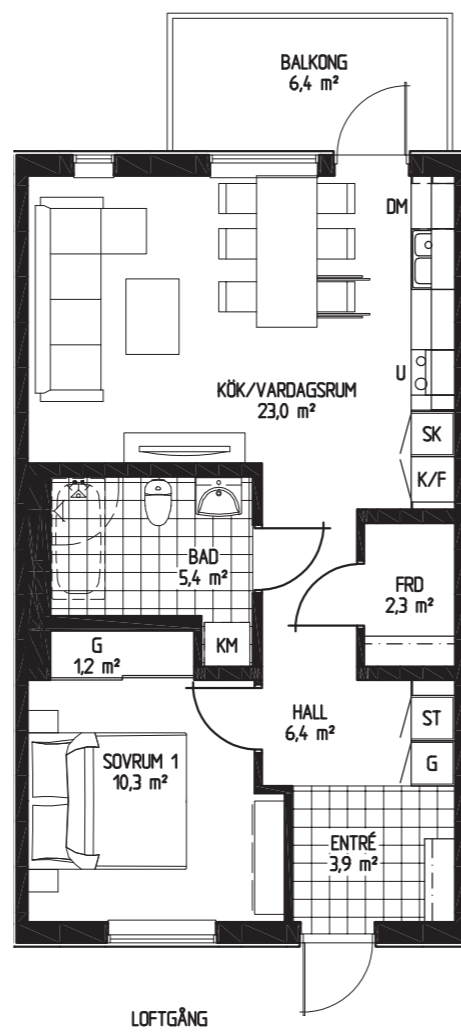 BALKONG
6,4 m²
DM
U
KÖK/VARDAGSRUM
23,0 m²
SK
K/F
BAD
5,4 m²
FRD
2,3 m²
G
1,2 m²
KM
HALL
6,4 m²
ST
G
SOVRUM 1
10,3 m²
ENTRÉ
3,9 m²
LOFTGÅNG